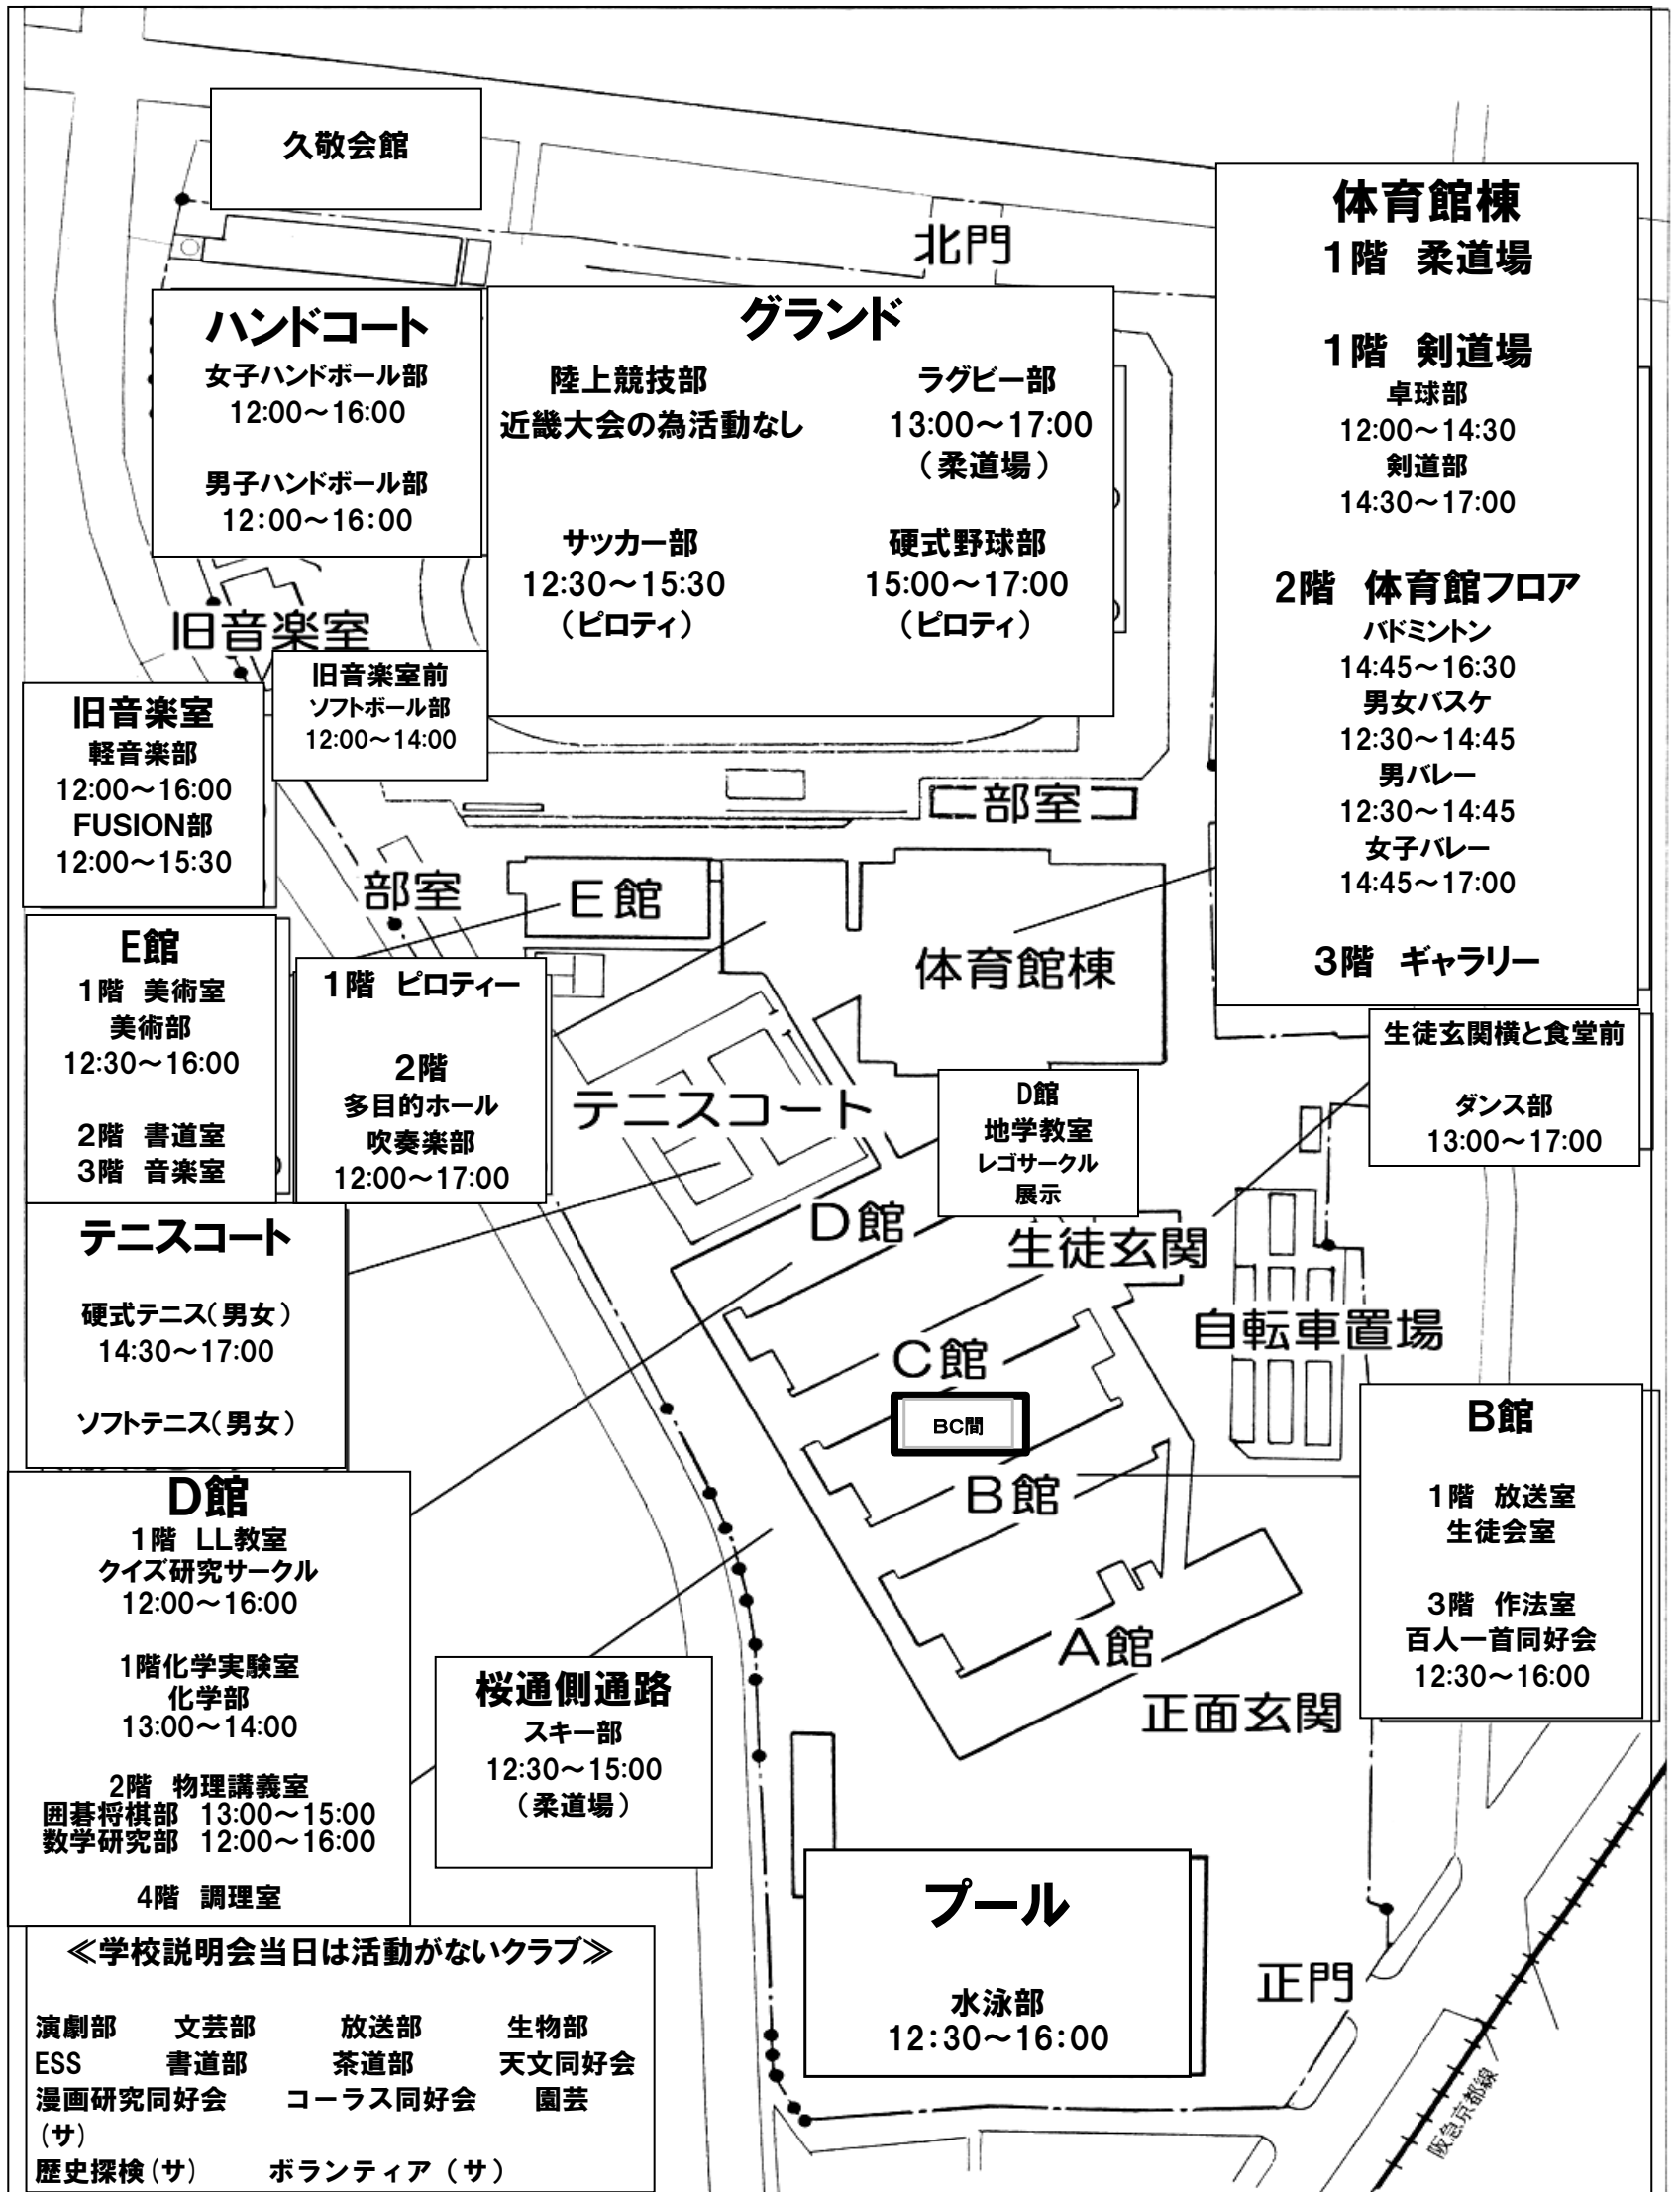 久敬会館
北門
体育館棟
1階 柔道場
1階 剣道場
卓球部
12:00～14:30
剣道部
14:30～17:00
2階 体育館フロア
バドミントン
14:45～16:30
男女バスケ
12:30～14:45
男バレー
12:30～14:45
女子バレー
14:45～17:00
3階 ギャラリー
ハンドコート
女子ハンドボール部
12:00～16:00
男子ハンドボール部
12:00～16:00
グランド
陸上競技部
近畿大会の為活動なし
ラグビー部
13:00～17:00
（柔道場）
サッカー部
12:30～15:30
（ピロティ）
硬式野球部
15:00～17:00
（ピロティ）
旧音楽室
旧音楽室前
ソフトボール部
12:00～14:00
旧音楽室
軽音楽部
12:00～16:00
FUSION部
12:00～15:30
部室
部室
E館
体育館棟
E館
1階 美術室
美術部
12:30～16:00
2階 書道室
3階 音楽室
1階 ピロティー
2階
多目的ホール
吹奏楽部
12:00～17:00
テニスコート
D館
地学教室
レゴサークル
展示
生徒玄関横と食堂前
ダンス部
13:00～17:00
テニスコート
硬式テニス（男女）
14:30～17:00
ソフトテニス（男女）
D館
生徒玄関
自転車置場
C館
BC間
B館
A館
正面玄関
B館
1階 放送室
生徒会室
3階 作法室
百人一首同好会
12:30～16:00
D館
1階 LL教室
クイズ研究サークル
12:00～16:00
1階化学実験室
化学部
13:00～14:00
2階 物理講義室
囲碁将棋部 13:00～15:00
数学研究部 12:00～16:00
4階 調理室
桜通側通路
スキー部
12:30～15:00
（柔道場）
プール
水泳部
12:30～16:00
正門
阪急京都線
≪学校説明会当日は活動がないクラブ≫
演劇部 文芸部 放送部 生物部
ESS 書道部 茶道部 天文同好会
漫画研究同好会 コーラス同好会 園芸
(サ)
歴史探検(サ) ボランティア（サ）